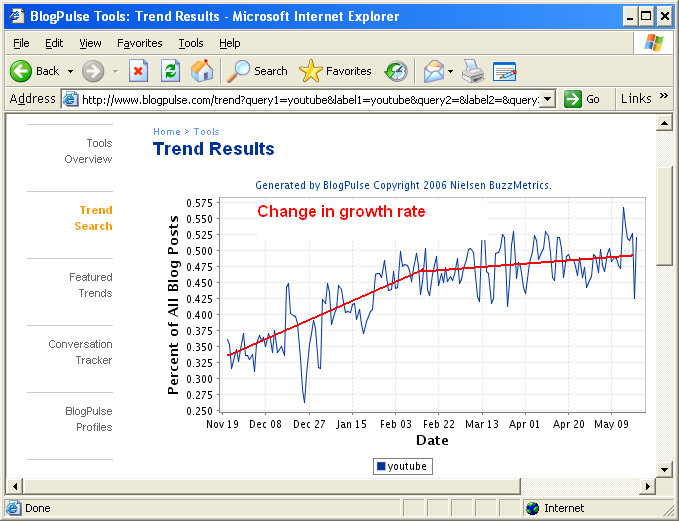 BlogPulse Tools: Trend Results - Microsoft Internet Explorer
File Edit View Favorites Tools Help
Back Search Favorites
Address http://www.blogpulse.com/trend?query1=youtube&label1=youtube&query2=&label2=&query Go Links »
Home > Tools
Trend Results
Tools
Overview
Trend
Search
Featured
Trends
Conversation
Tracker
BlogPulse
Profiles
Generated by BlogPulse Copyright 2006 Nielsen BuzzMetrics.
Change in growth rate
Percent of All Blog Posts
0.575
0.550
0.525
0.500
0.475
0.450
0.425
0.400
0.375
0.350
0.325
0.300
0.275
0.250
Nov 19 Dec 08 Dec 27 Jan 15 Feb 03 Feb 22 Mar 13 Apr 01 Apr 20 May 09
Date
youtube
Done Internet